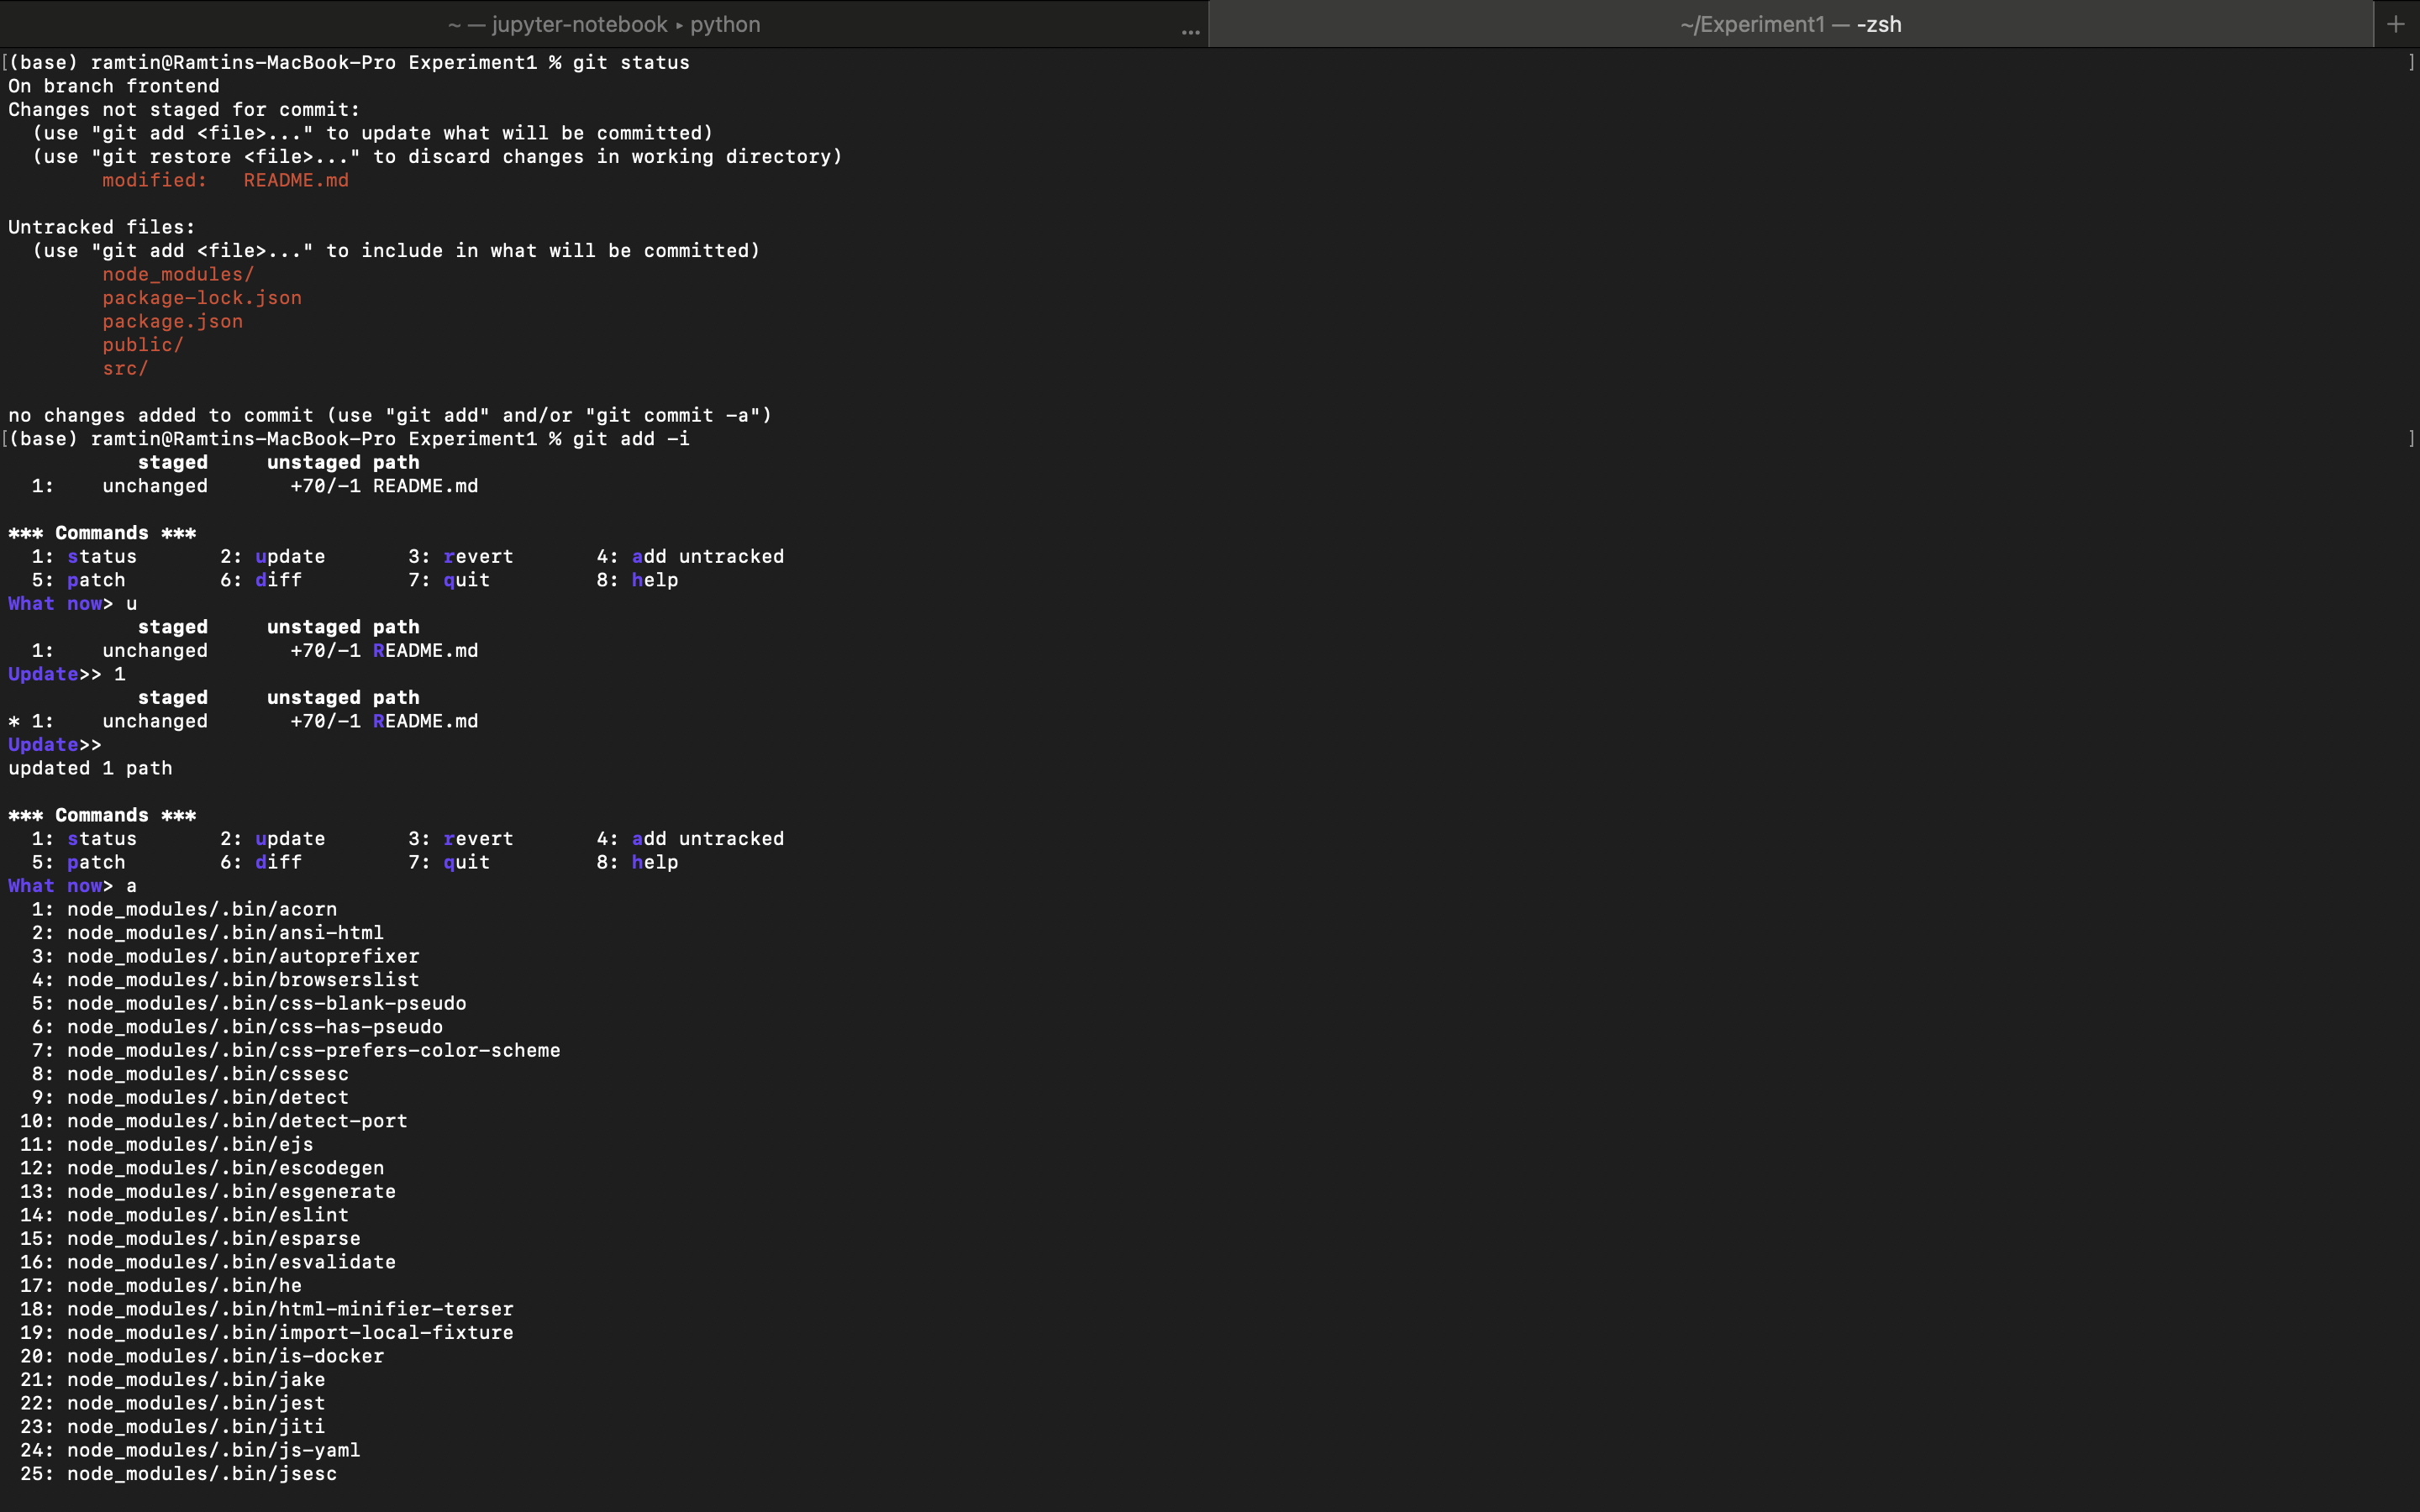 ~ — jupyter-notebook ▸ python ... ~/Experiment1 — -zsh +
[(base) ramtin@Ramtins-MacBook-Pro Experiment1 % git status ]
On branch frontend
Changes not staged for commit:
  (use "git add <file>..." to update what will be committed)
  (use "git restore <file>..." to discard changes in working directory)
        modified:   README.md

Untracked files:
  (use "git add <file>..." to include in what will be committed)
        node_modules/
        package-lock.json
        package.json
        public/
        src/

no changes added to commit (use "git add" and/or "git commit -a")
[(base) ramtin@Ramtins-MacBook-Pro Experiment1 % git add -i ]
           staged     unstaged path
  1:    unchanged       +70/-1 README.md

*** Commands ***
  1: status       2: update       3: revert       4: add untracked
  5: patch        6: diff         7: quit         8: help
What now> u
           staged     unstaged path
  1:    unchanged       +70/-1 README.md
Update>> 1
           staged     unstaged path
* 1:    unchanged       +70/-1 README.md
Update>>
updated 1 path

*** Commands ***
  1: status       2: update       3: revert       4: add untracked
  5: patch        6: diff         7: quit         8: help
What now> a
  1: node_modules/.bin/acorn
  2: node_modules/.bin/ansi-html
  3: node_modules/.bin/autoprefixer
  4: node_modules/.bin/browserslist
  5: node_modules/.bin/css-blank-pseudo
  6: node_modules/.bin/css-has-pseudo
  7: node_modules/.bin/css-prefers-color-scheme
  8: node_modules/.bin/cssesc
  9: node_modules/.bin/detect
 10: node_modules/.bin/detect-port
 11: node_modules/.bin/ejs
 12: node_modules/.bin/escodegen
 13: node_modules/.bin/esgenerate
 14: node_modules/.bin/eslint
 15: node_modules/.bin/esparse
 16: node_modules/.bin/esvalidate
 17: node_modules/.bin/he
 18: node_modules/.bin/html-minifier-terser
 19: node_modules/.bin/import-local-fixture
 20: node_modules/.bin/is-docker
 21: node_modules/.bin/jake
 22: node_modules/.bin/jest
 23: node_modules/.bin/jiti
 24: node_modules/.bin/js-yaml
 25: node_modules/.bin/jsesc